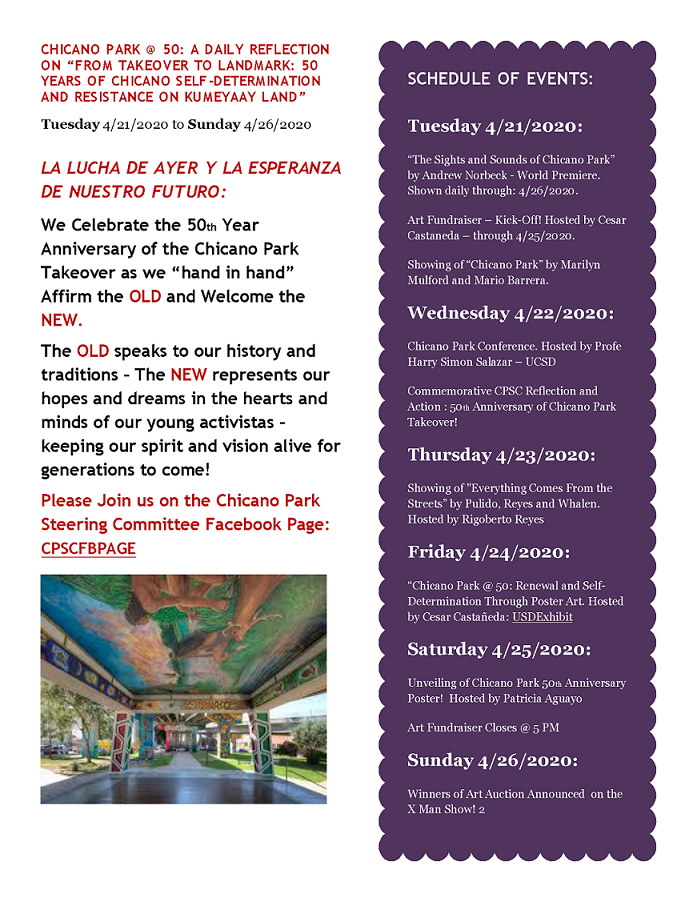 CHICANO PARK @ 50: A DAILY REFLECTION
ON “FROM TAKEOVER TO LANDMARK: 50
YEARS OF CHICANO SELF-DETERMINATION
AND RESISTANCE ON KUMEYAAY LAND”
Tuesday 4/21/2020 to Sunday 4/26/2020
LA LUCHA DE AYER Y LA ESPERANZA
DE NUESTRO FUTURO:
We Celebrate the 50th Year
Anniversary of the Chicano Park
Takeover as we “hand in hand”
Affirm the OLD and Welcome the
NEW.
The OLD speaks to our history and
traditions – The NEW represents our
hopes and dreams in the hearts and
minds of our young activistas –
keeping our spirit and vision alive for
generations to come!
Please Join us on the Chicano Park
Steering Committee Facebook Page:
CPSCFBPAGE
SCHEDULE OF EVENTS:
Tuesday 4/21/2020:
“The Sights and Sounds of Chicano Park”
by Andrew Norbeck - World Premiere.
Shown daily through: 4/26/2020.
Art Fundraiser – Kick-Off! Hosted by Cesar
Castaneda – through 4/25/2020.
Showing of “Chicano Park” by Marilyn
Mulford and Mario Barrera.
Wednesday 4/22/2020:
Chicano Park Conference. Hosted by Profe
Harry Simon Salazar – UCSD
Commemorative CPSC Reflection and
Action : 50th Anniversary of Chicano Park
Takeover!
Thursday 4/23/2020:
Showing of "Everything Comes From the
Streets” by Pulido, Reyes and Whalen.
Hosted by Rigoberto Reyes
Friday 4/24/2020:
“Chicano Park @ 50: Renewal and Self-
Determination Through Poster Art. Hosted
by Cesar Castañeda: USDExhibit
Saturday 4/25/2020:
Unveiling of Chicano Park 50th Anniversary
Poster! Hosted by Patricia Aguayo
Art Fundraiser Closes @ 5 PM
Sunday 4/26/2020:
Winners of Art Auction Announced on the
X Man Show! 2